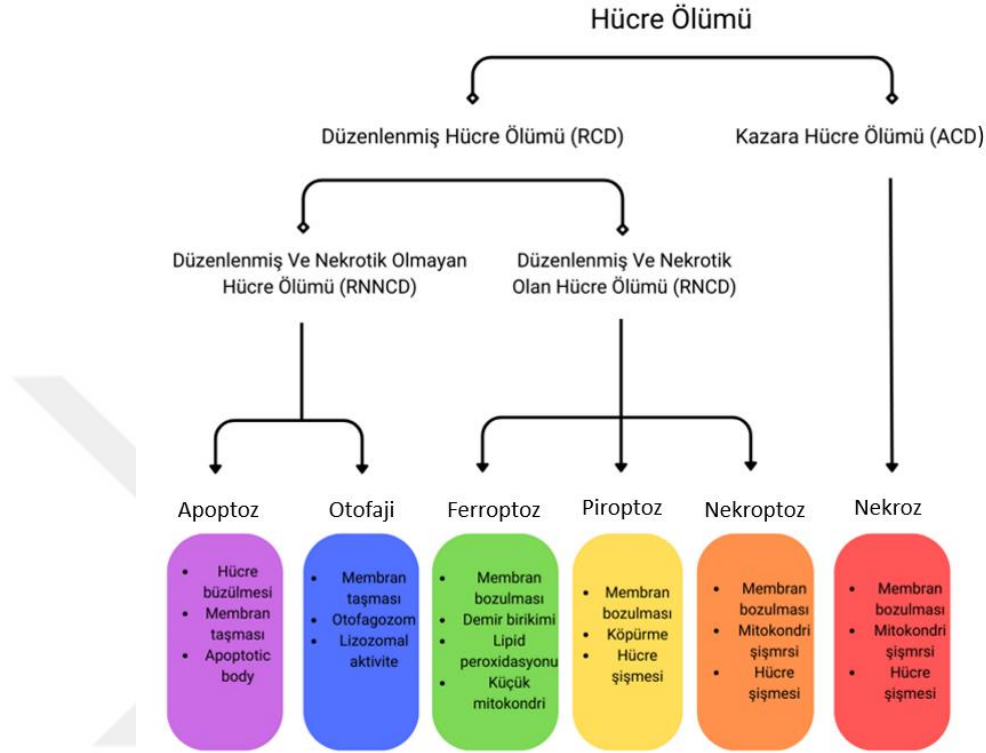 Hücre Ölümü
Düzenlenmiş Hücre Ölümü (RCD)
Kazara Hücre Ölümü (ACD)
Düzenlenmiş Ve Nekrotik Olmayan
Hücre Ölümü (RNNCD)
Düzenlenmiş Ve Nekrotik
Olan Hücre Ölümü (RNCD)
Apoptoz
Otofaji
Ferroptoz
Piroptoz
Nekroptoz
Nekroz
• Hücre
büzülmesi
• Membran
taşması
• Apoptotic
body
• Membran
taşması
• Otofagozom
• Lizozomal
aktivite
• Membran
bozulması
• Demir birikimi
• Lipid
peroxidasyonu
• Küçük
mitokondri
• Membran
bozulması
• Köpürme
• Hücre
şişmesi
• Membran
bozulması
• Mitokondri
şişmrsi
• Hücre
şişmesi
• Membran
bozulması
• Mitokondri
şişmrsi
• Hücre
şişmesi